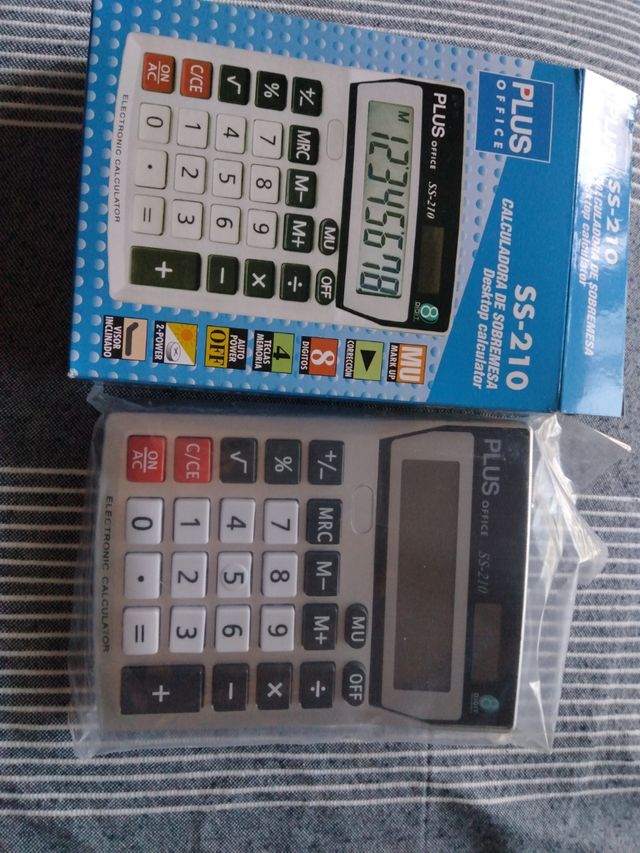 PLUS
OFFICE
SS-210
CALCULADORA DE SOBREMESA
Desktop calculator
PLUS OFFICE SS-210
8
DIGIT.
M
12345678
+/− MRC M− MU OFF
M+ ÷
% 7 8 9 ×
√ 4 5 6 −
C/CE 1 2 3 +
ON
AC 0 . =
ELECTRONIC CALCULATOR
MU
MARK UP
CORRECCION
8
DIGITOS
4
TECLAS
MEMORIA
OFF
AUTO
POWER
2-POWER
VISOR
INCLINADO
SS-210
CALCULADORA DE SOBREMESA
Desktop calculator
PLUS OFFICE SS-210
8
DIGIT.
MU OFF
+/− MRC M− M+ ÷
% 7 8 9 ×
√ 4 5 6 −
C/CE 1 2 3 +
ON
AC 0 . =
ELECTRONIC CALCULATOR